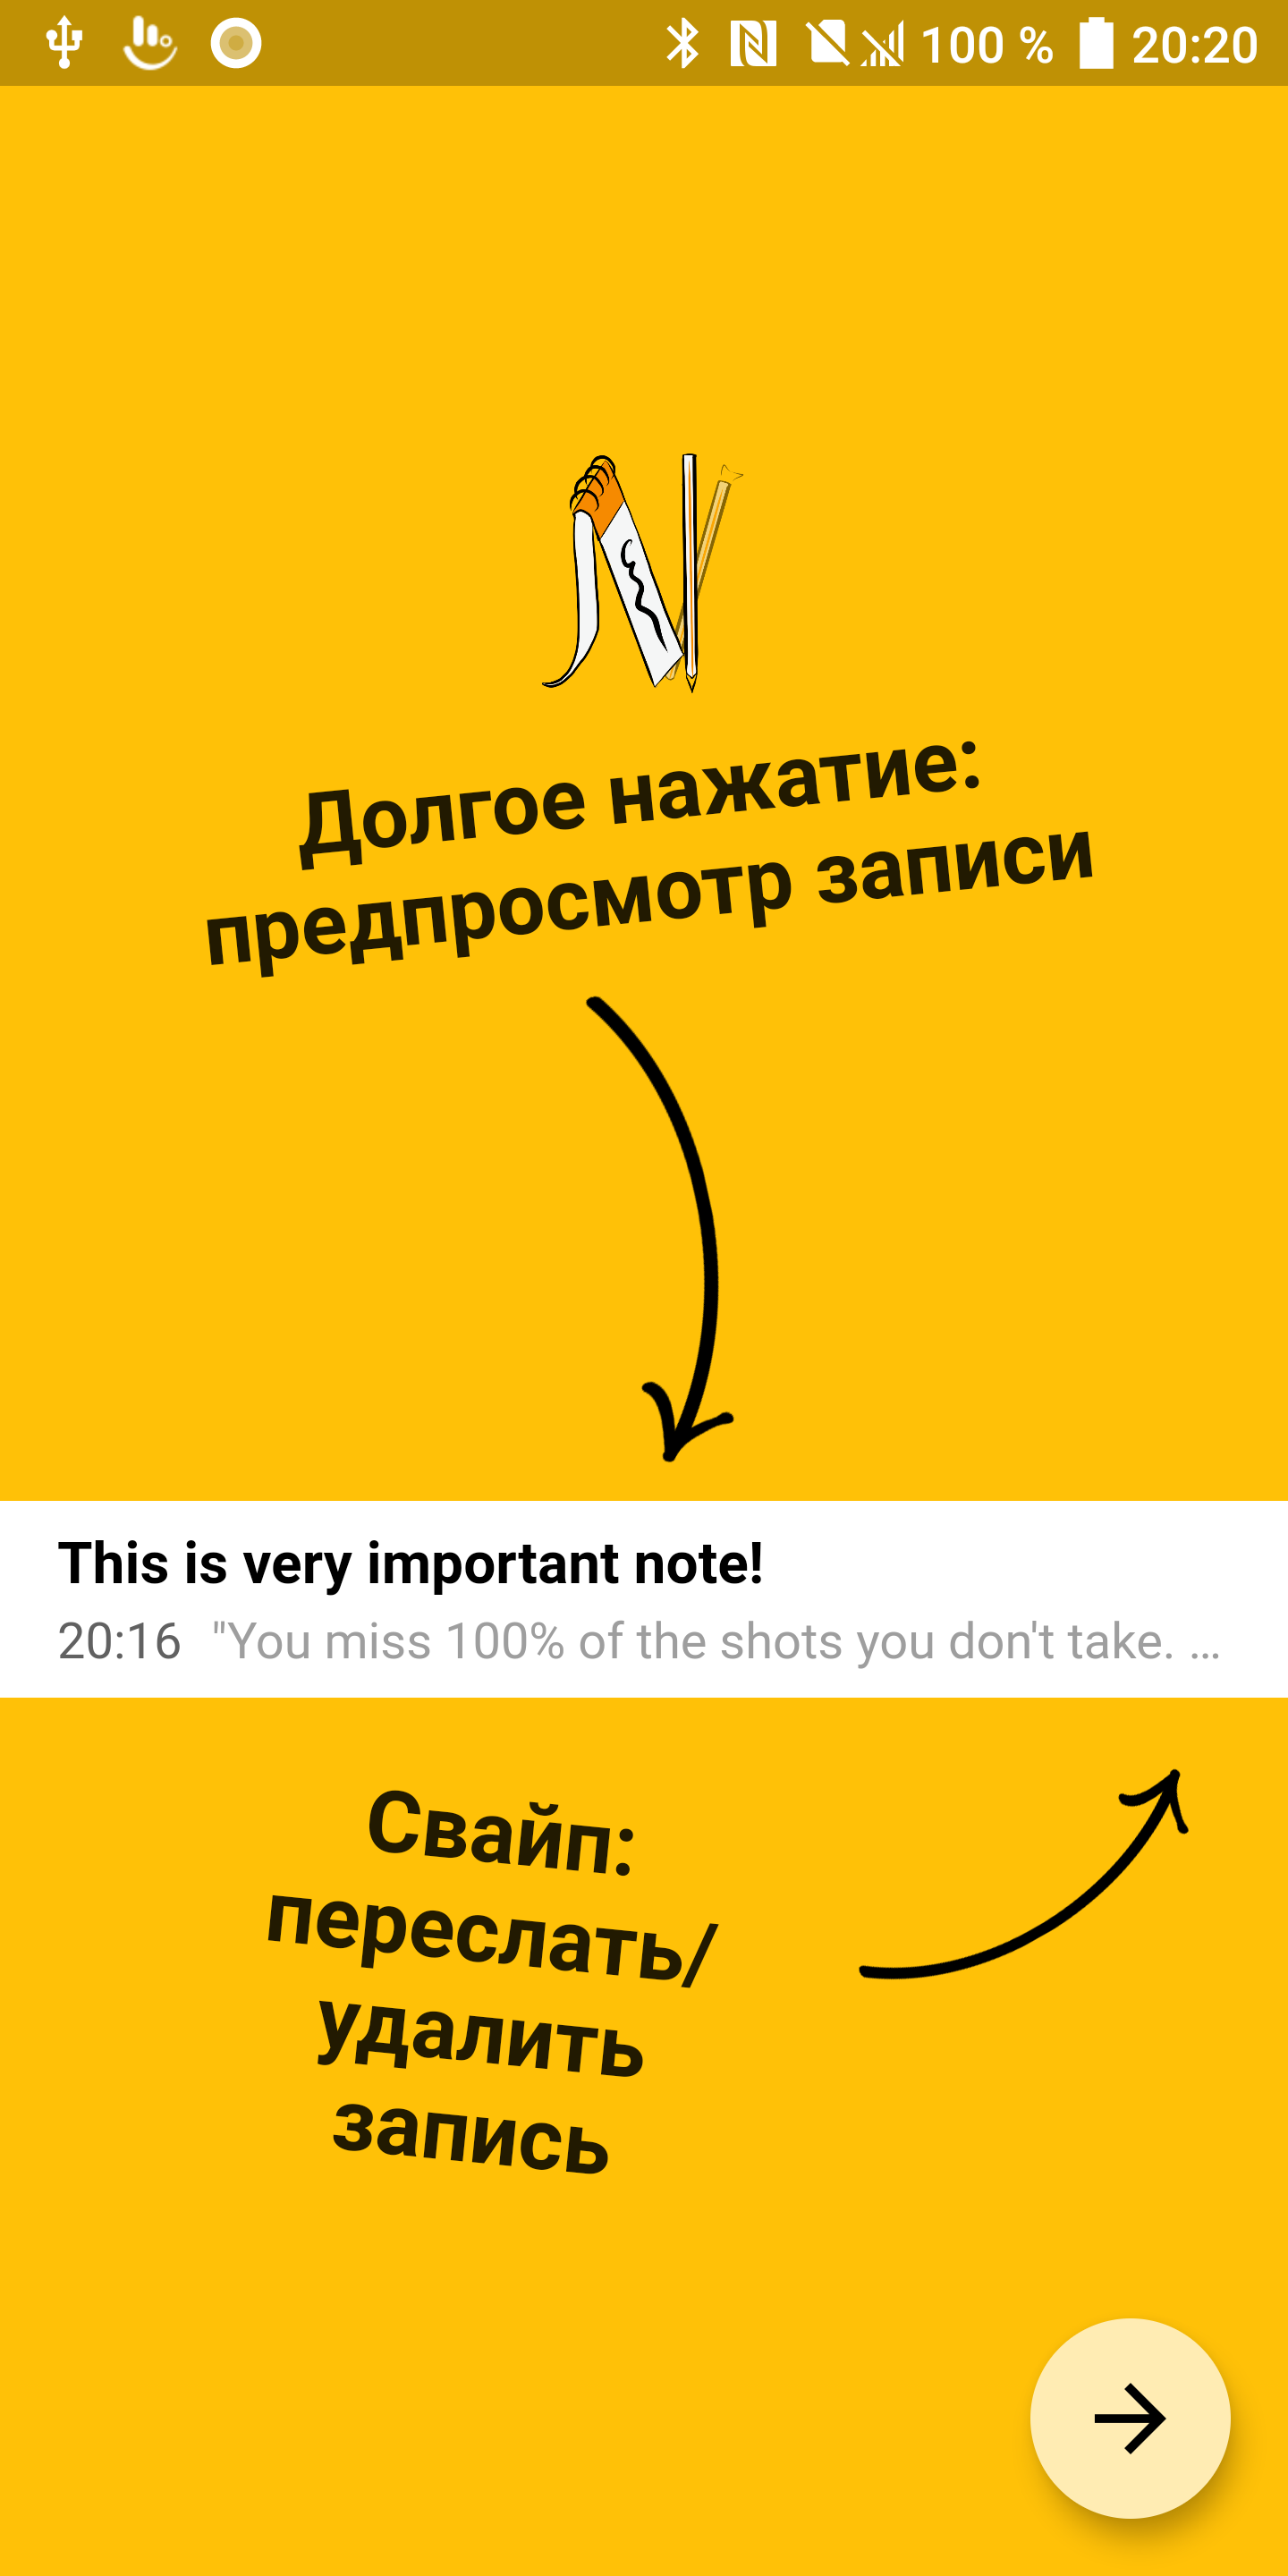 100 % 20:20
Долгое нажатие:
предпросмотр записи
This is very important note!
20:16 "You miss 100% of the shots you don't take. ...
Свайп:
переслать/
удалить
запись